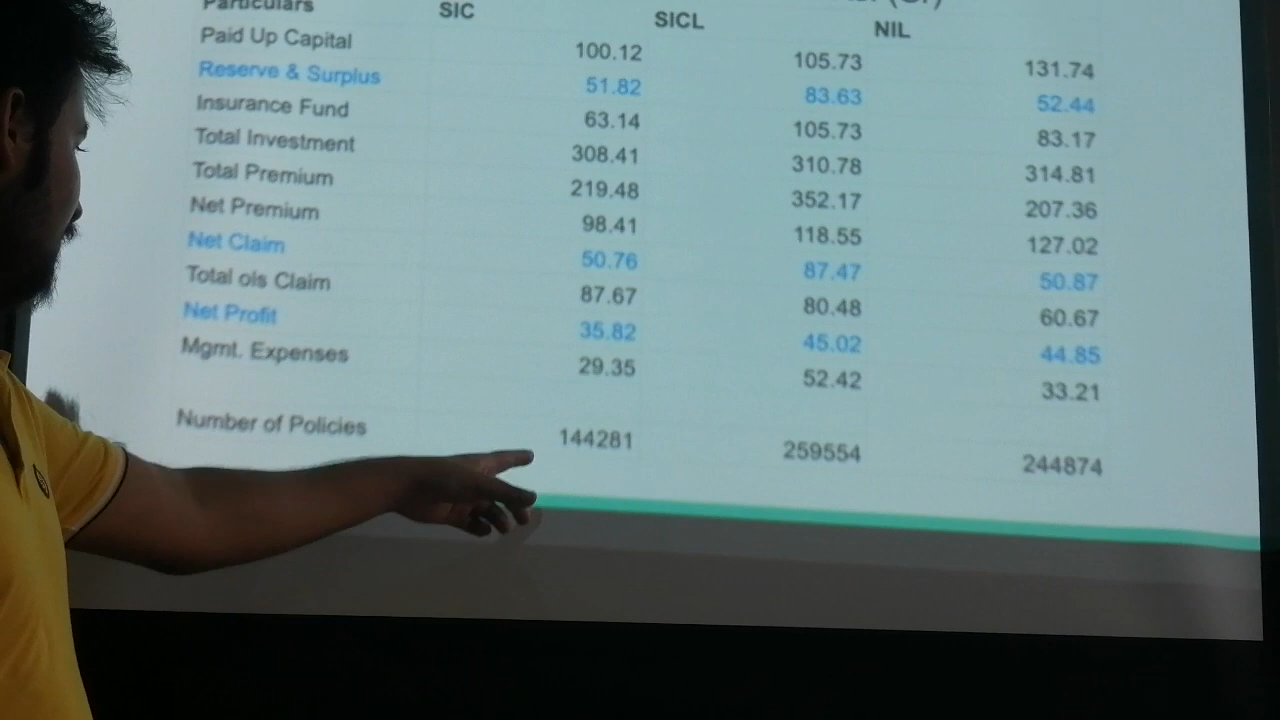 Particulars SIC SICL NIL
Paid Up Capital 100.12 105.73 131.74
Reserve & Surplus 51.82 83.63 52.44
Insurance Fund 63.14 105.73 83.17
Total Investment 308.41 310.78 314.81
Total Premium 219.48 352.17 207.36
Net Premium 98.41 118.55 127.02
Net Claim 50.76 87.47 50.87
Total ols Claim 87.67 80.48 60.67
Net Profit 35.82 45.02 44.85
Mgmt. Expenses 29.35 52.42 33.21
Number of Policies 144281 259554 244874